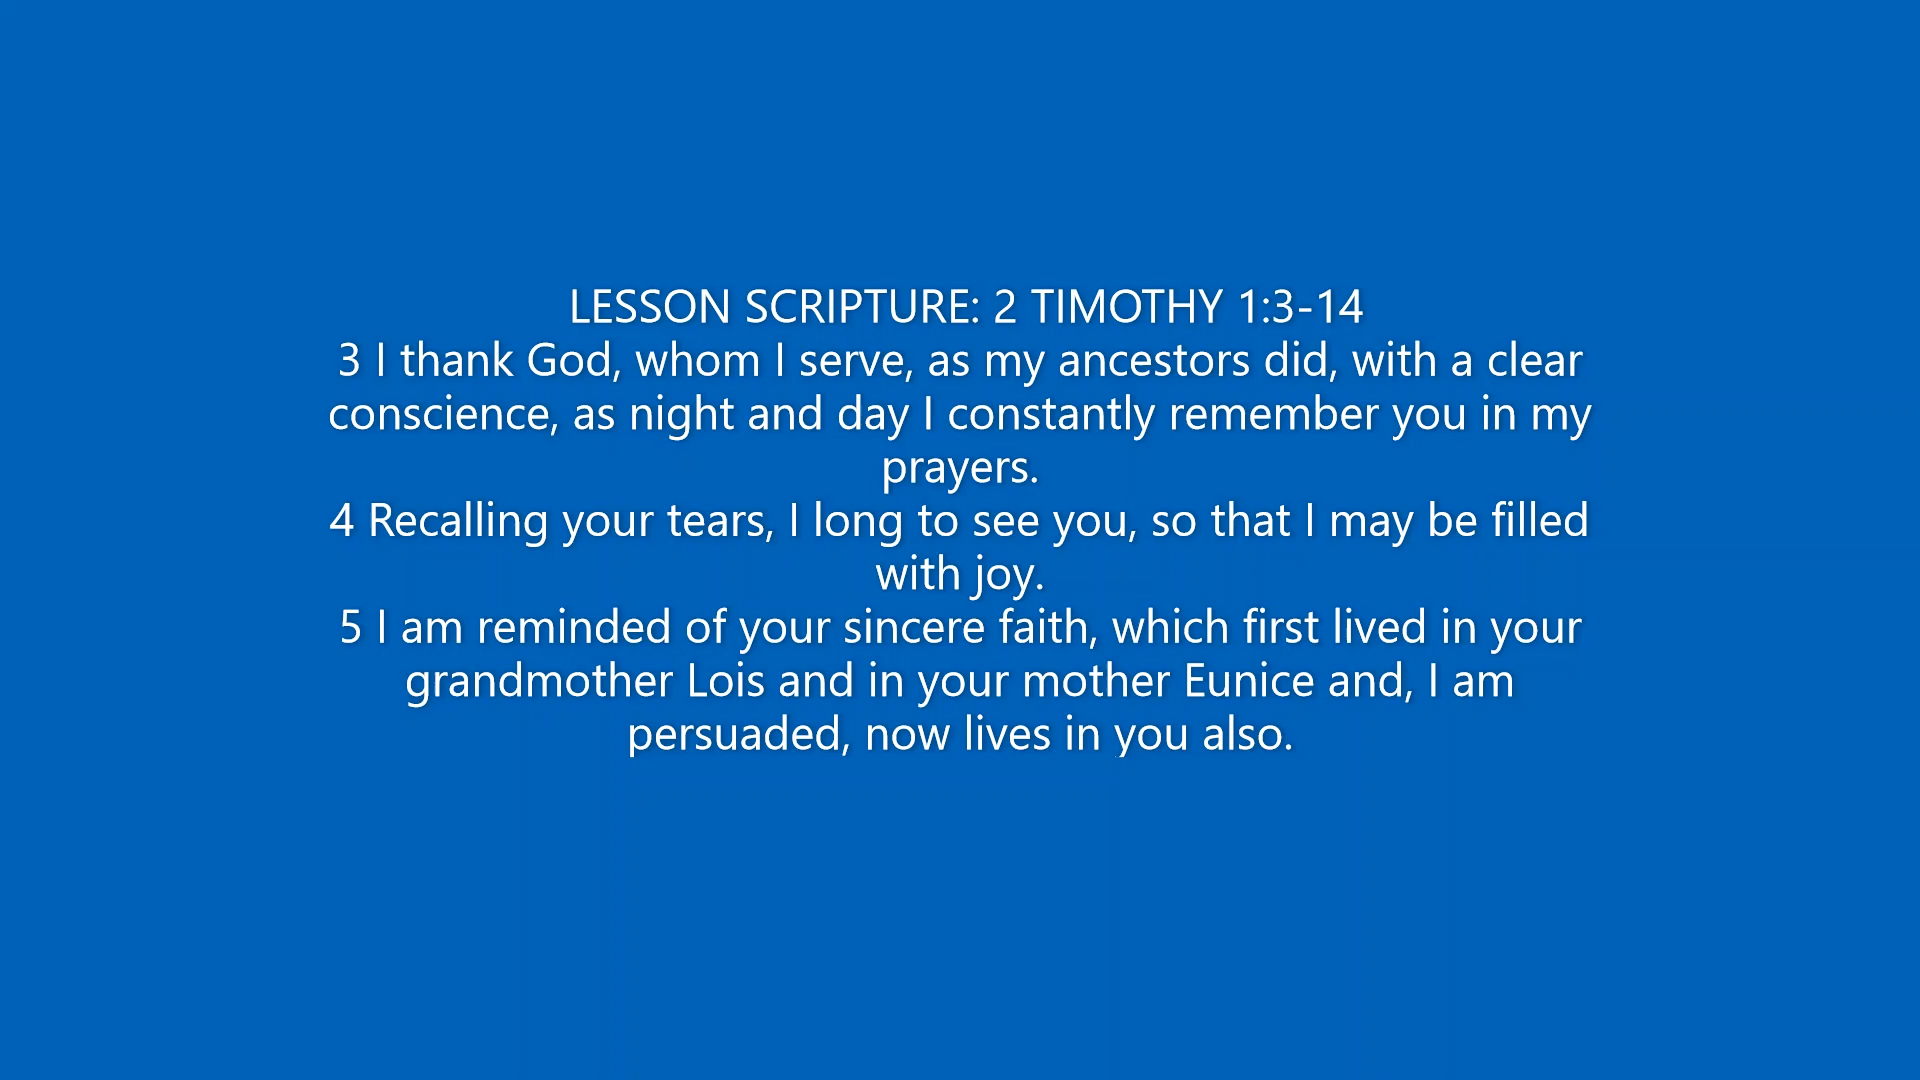 LESSON SCRIPTURE: 2 TIMOTHY 1:3-14
3 I thank God, whom I serve, as my ancestors did, with a clear
conscience, as night and day I constantly remember you in my
prayers.
4 Recalling your tears, I long to see you, so that I may be filled
with joy.
5 I am reminded of your sincere faith, which first lived in your
grandmother Lois and in your mother Eunice and, I am
persuaded, now lives in you also.